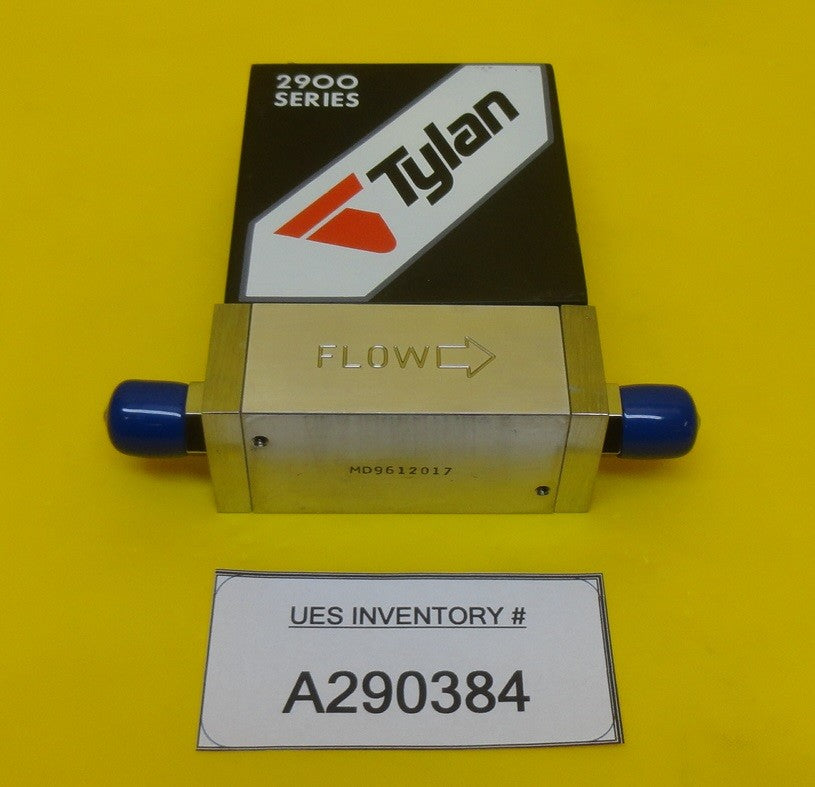 2900
SERIES
Tylan
FLOW
MD9612017
UES INVENTORY #
A290384